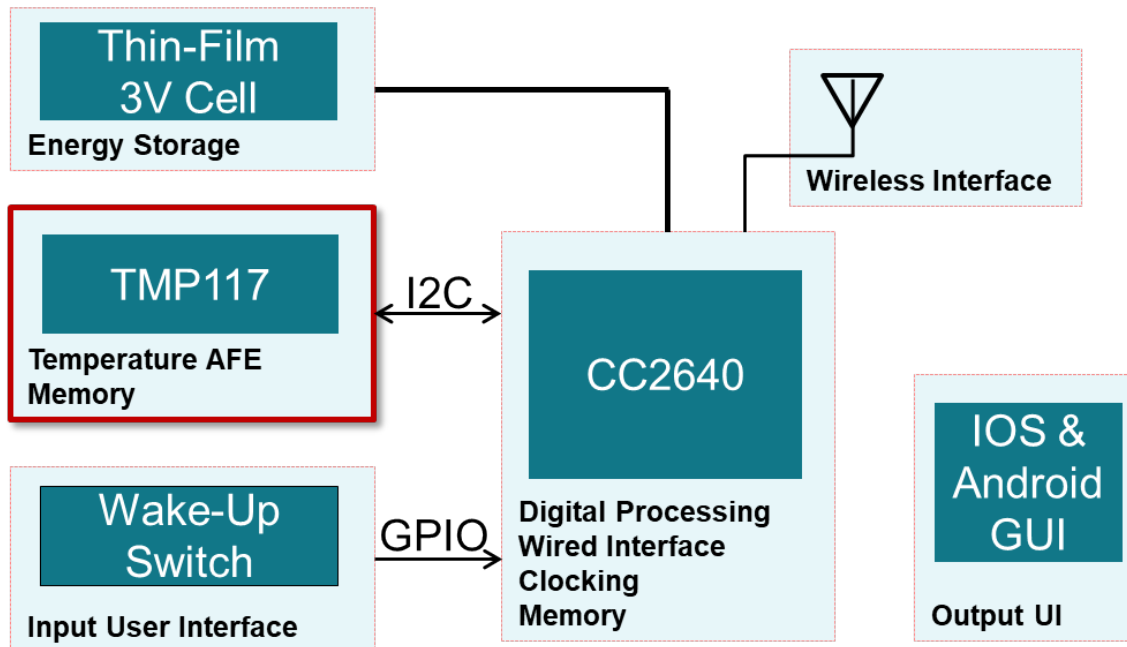 Thin-Film
3V Cell
Energy Storage
Wireless Interface
TMP117
I2C
Temperature AFE
Memory
CC2640
IOS &
Android
GUI
Wake-Up
Switch
GPIO
Digital Processing
Wired Interface
Clocking
Memory
Input User Interface
Output UI